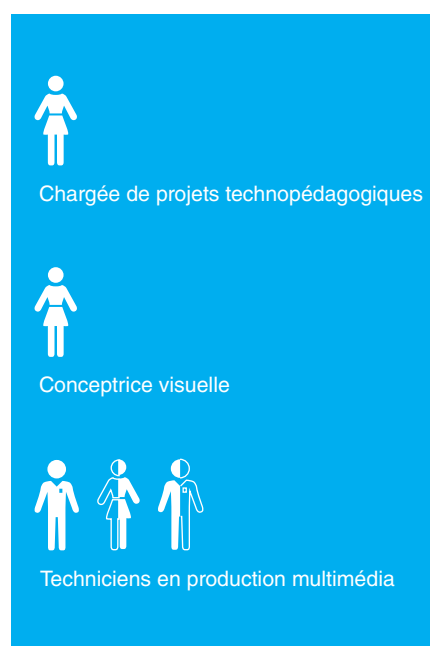 Chargée de projets technopédagogiques
Conceptrice visuelle
Techniciens en production multimédia